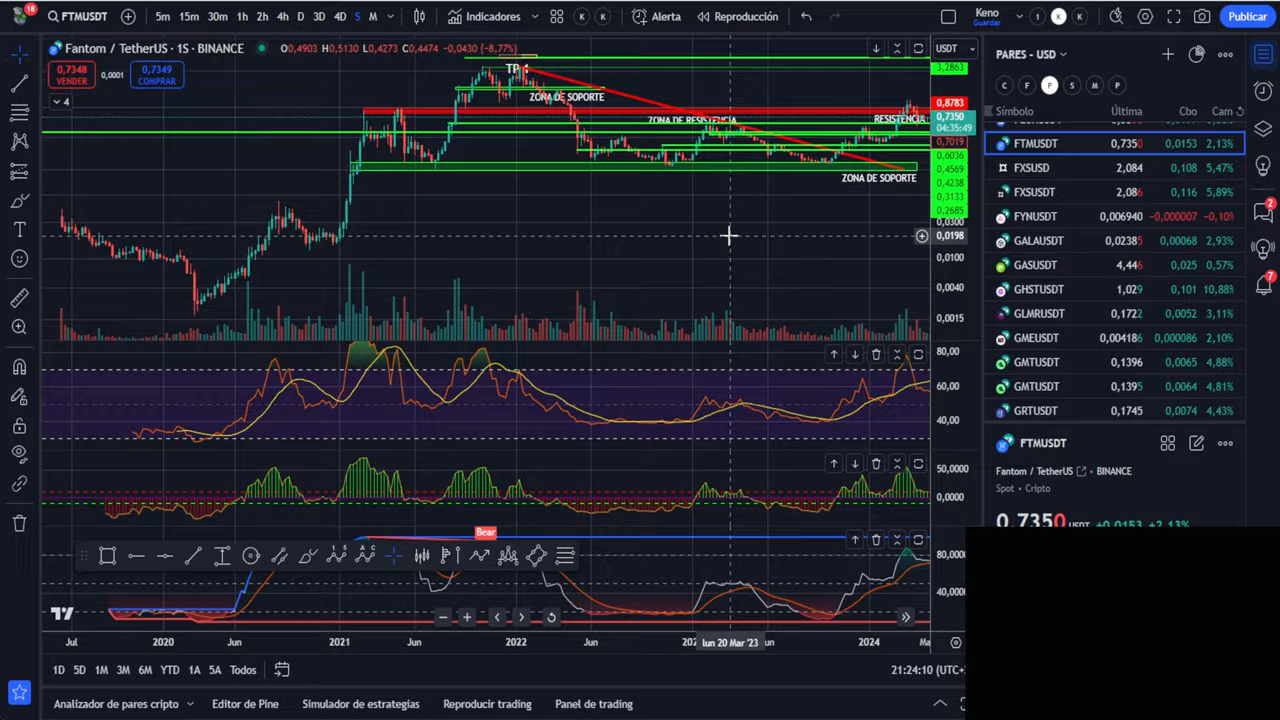 18
FTMUSDT
5m 15m 30m 1h 2h 4h D 3D 4D S M
Indicadores
K K
Alerta
Reproducción
Keno
Guardar
1 K K
Publicar
Fantom / TetherUS · 1S · BINANCE
O0,4903 H0,5130 L0,4273 C0,4474 −0,0430 (−8,77%)
USDT
0,7348
VENDER
0,0001
0,7349
COMPRAR
4
TP 4
ZONA DE SOPORTE
ZONA DE RESISTENCIA
RESISTENCIA
ZONA DE SOPORTE
3,2863
0,8783
0,7350
04:35:49
0,7019
0,6036
0,4569
0,4238
0,3133
0,2685
0,0300
0,0198
0,0100
0,0040
0,0015
80,00
60,00
40,00
50,0000
0,0000
Bear
80,0000
40,0000
Jul 2020 Jun 2021 Jun 2022 Jun lun 20 Mar '23 2024
21:24:10 (UTC+
1D 5D 1M 3M 6M YTD 1A 5A Todos
Analizador de pares cripto
Editor de Pine
Simulador de estrategias
Reproducir trading
Panel de trading
PARES - USD
C F P S M P
Símbolo Última Cbo Cam
FTMUSDT 0,7350 0,0153 2,13%
FXSUSD 2,084 0,108 5,47%
FXSUSDT 2,086 0,116 5,89%
FYNUSDT 0,006940 −0,000007 −0,10%
GALAUSDT 0,02385 0,00068 2,93%
GASUSDT 4,446 0,025 0,57%
GHSTUSDT 1,029 0,101 10,88%
GLMRUSDT 0,1722 0,0052 3,11%
GMEUSDT 0,004186 0,000086 2,10%
GMTUSDT 0,1396 0,0065 4,88%
GMTUSDT 0,1395 0,0064 4,81%
GRTUSDT 0,1745 0,0074 4,43%
FTMUSDT
Fantom / TetherUS BINANCE
Spot • Cripto
0,7350 USDT +0,0153 +2,13%
2
7